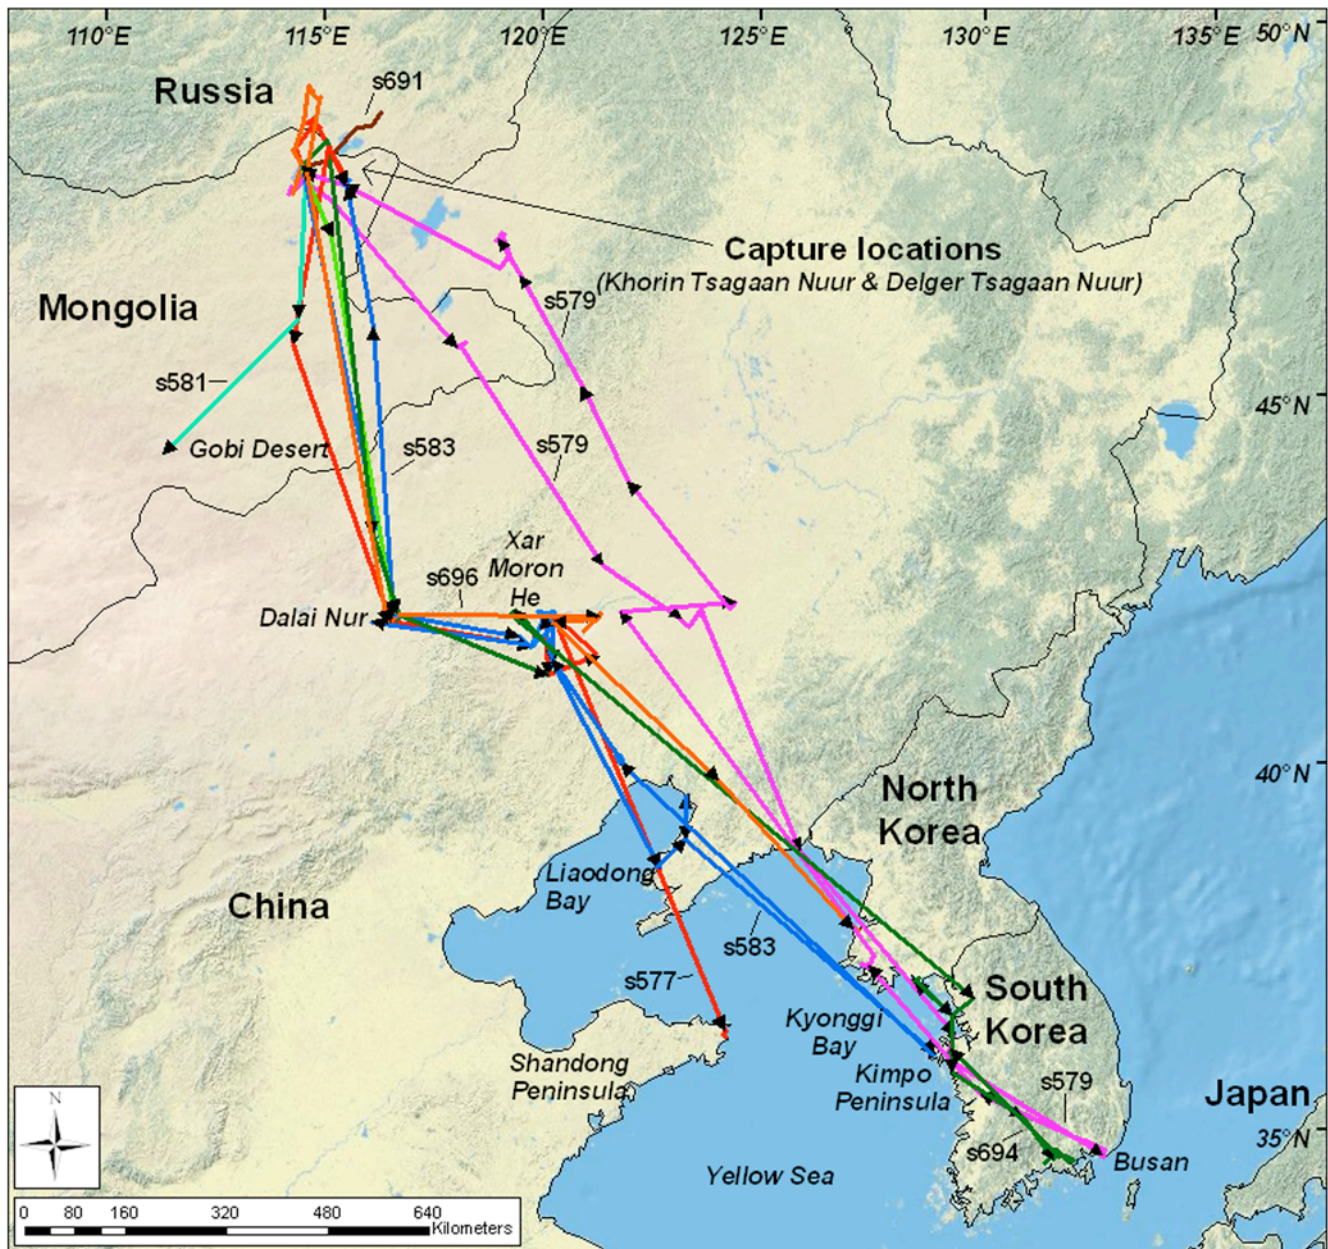 110°E 115°E 120°E 125°E 130°E 135°E 50°N
Russia
s691
Capture locations
(Khorin Tsagaan Nuur & Delger Tsagaan Nuur)
Mongolia
s579
s581
45°N
Gobi Desert
s583
s579
Xar
Moron
He
s696
Dalai Nur
40°N
North
Korea
Liaodong
Bay
China
s583
s577
South
Korea
Kyonggi
Bay
Shandong
Peninsula
Kimpo
Peninsula
s579
Japan
35°N
s694
Busan
Yellow Sea
N
0 80 160 320 480 640
Kilometers